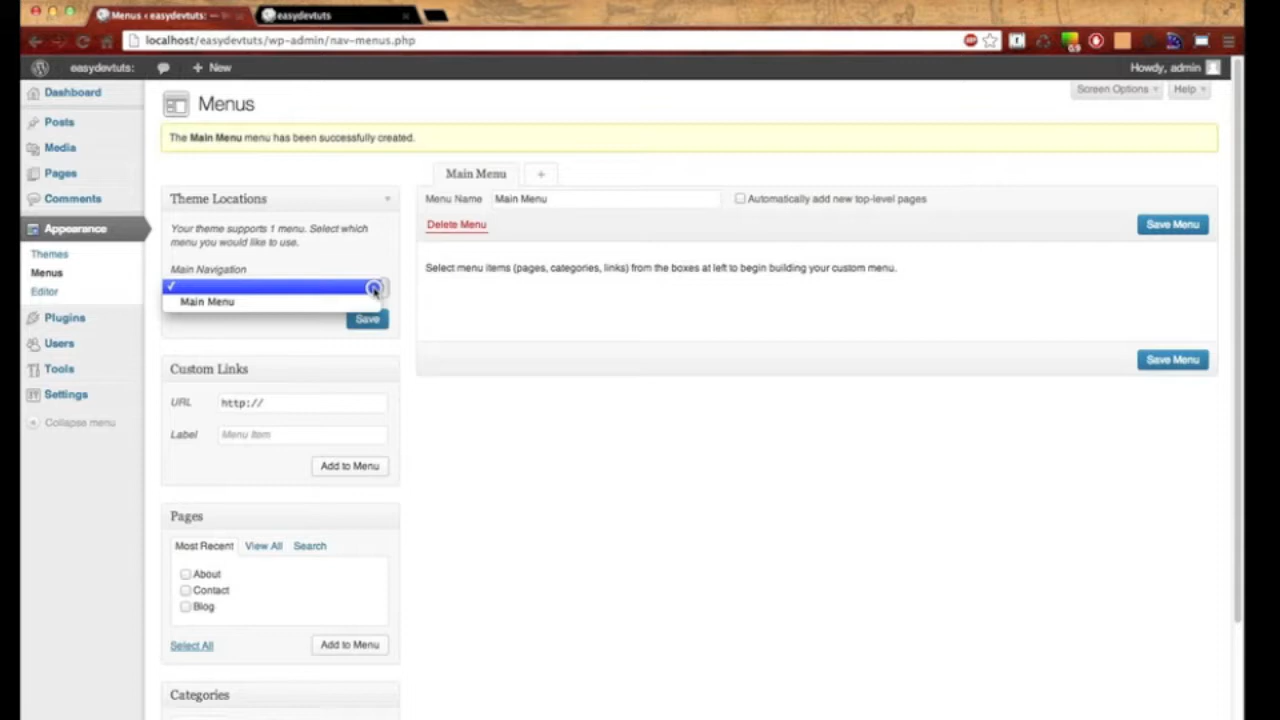 Menus ‹ easydevtuts: —
easydevtuts
localhost/easydevtuts/wp-admin/nav-menus.php
easydevtuts:
+ New
Howdy, admin
Screen Options
Help
Dashboard
Posts
Media
Pages
Comments
Appearance
Themes
Menus
Editor
Plugins
Users
Tools
Settings
Collapse menu
Menus
The Main Menu menu has been successfully created.
Theme Locations
Your theme supports 1 menu. Select which
menu you would like to use.
Main Navigation
Main Menu
Save
Custom Links
URL
http://
Label
Menu Item
Add to Menu
Pages
Most Recent
View All
Search
About
Contact
Blog
Select All
Add to Menu
Categories
Main Menu
+
Menu Name
Main Menu
Automatically add new top-level pages
Delete Menu
Save Menu
Select menu items (pages, categories, links) from the boxes at left to begin building your custom menu.
Save Menu